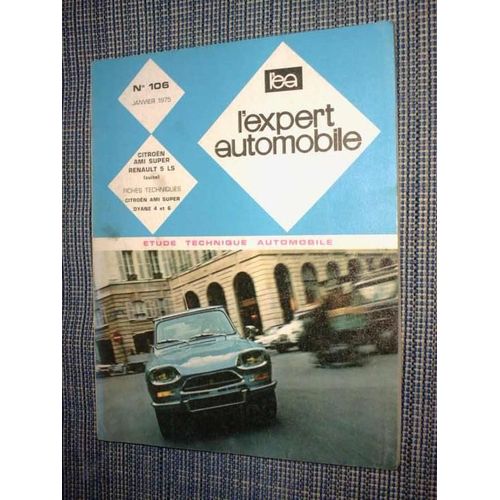 N° 106
JANVIER 1975
l'ea
l'expert
automobile
CITROËN
AMI SUPER
RENAULT 5 LS
(suite)
FICHES TECHNIQUES
CITROËN AMI SUPER
DYANE 4 et 6
ETUDE TECHNIQUE AUTOMOBILE